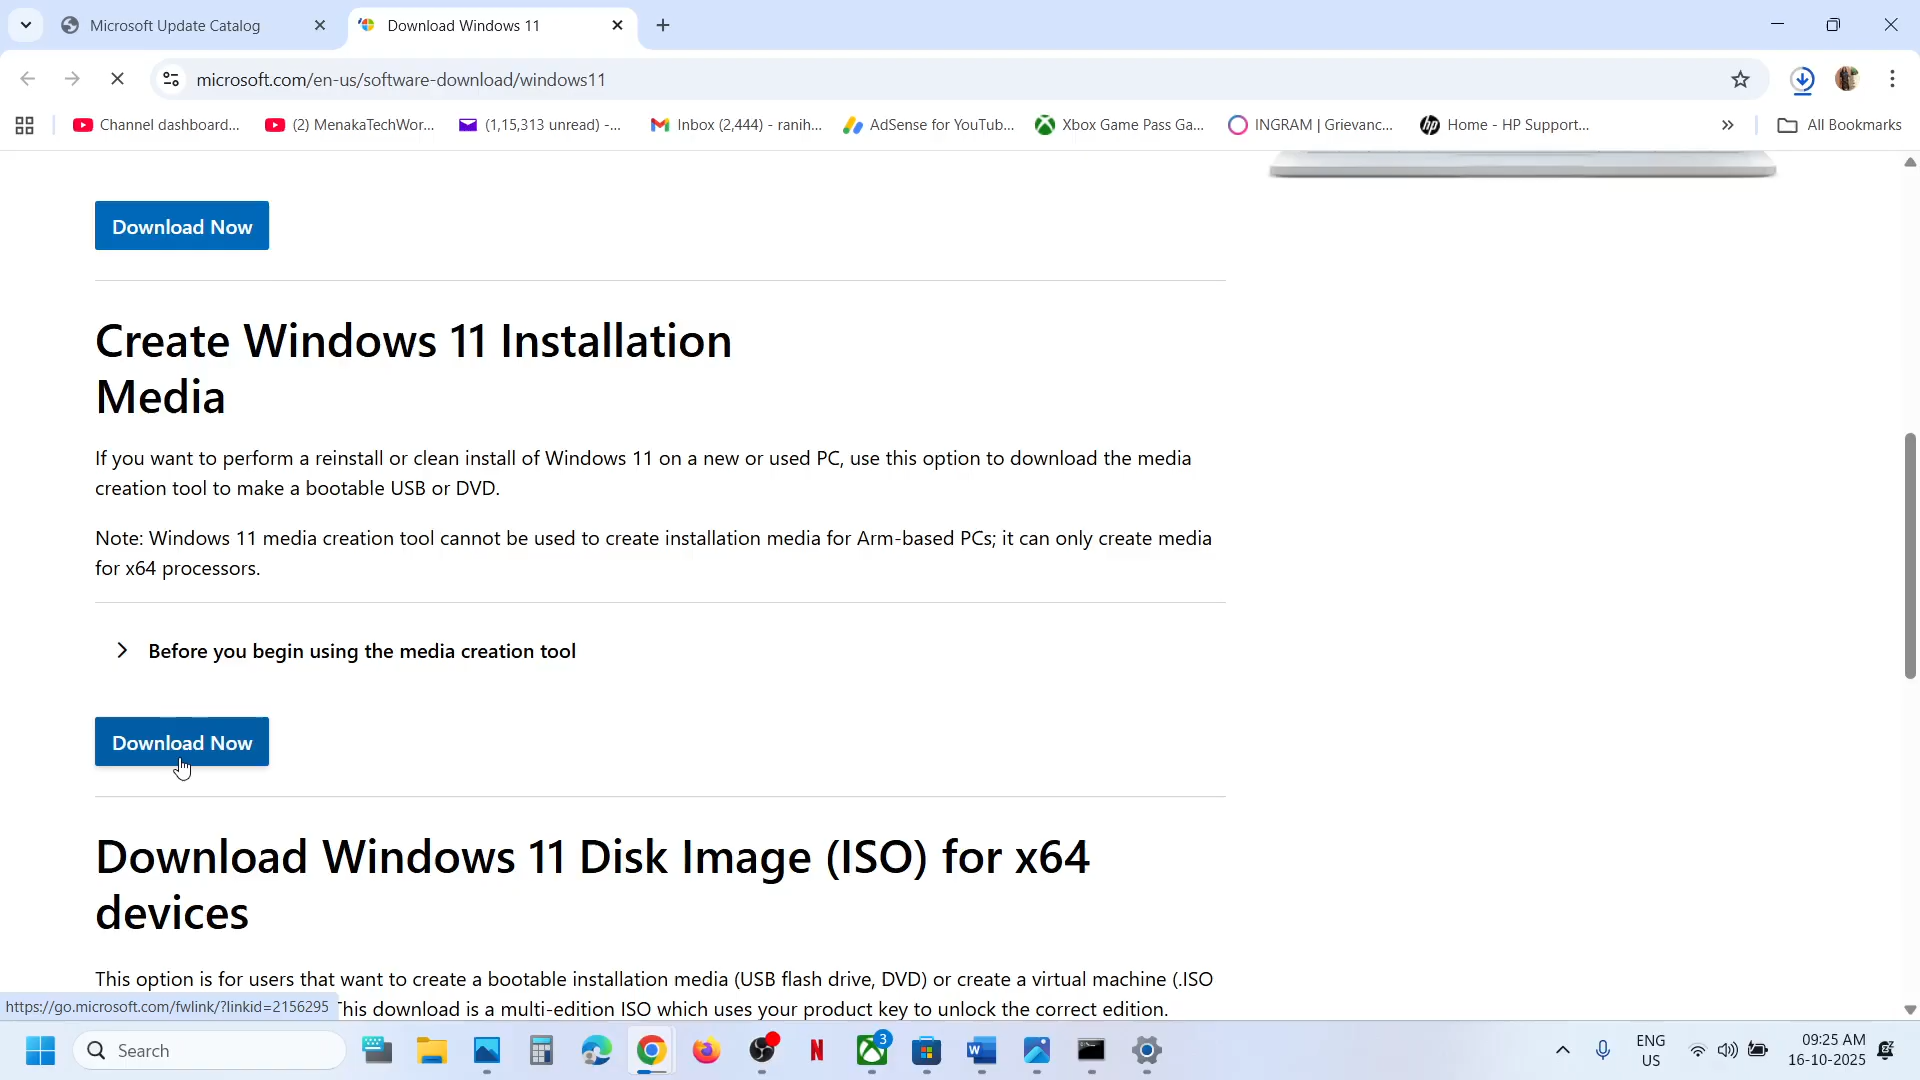 Microsoft Update Catalog
Download Windows 11
microsoft.com/en-us/software-download/windows11
Channel dashboard...
(2) MenakaTechWor...
(1,15,313 unread) -...
Inbox (2,444) - ranih...
AdSense for YouTub...
Xbox Game Pass Ga...
INGRAM | Grievanc...
Home - HP Support...
All Bookmarks
Download Now
Create Windows 11 Installation
Media
If you want to perform a reinstall or clean install of Windows 11 on a new or used PC, use this option to download the media
creation tool to make a bootable USB or DVD.
Note: Windows 11 media creation tool cannot be used to create installation media for Arm-based PCs; it can only create media
for x64 processors.
Before you begin using the media creation tool
Download Now
Download Windows 11 Disk Image (ISO) for x64
devices
This option is for users that want to create a bootable installation media (USB flash drive, DVD) or create a virtual machine (.ISO
https://go.microsoft.com/fwlink/?linkid=2156295
This download is a multi-edition ISO which uses your product key to unlock the correct edition.
Search
N
3
W
ENG
US
09:25 AM
16-10-2025